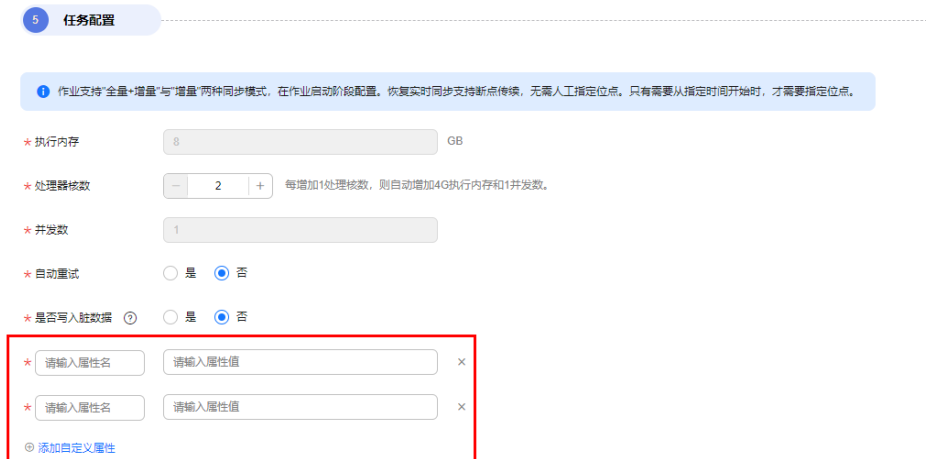 5 任务配置
作业支持"全量+增量"与"增量"两种同步模式，在作业启动阶段配置。恢复实时同步支持断点传续，无需人工指定位点。只有需要从指定时间开始时，才需要指定位点。
* 执行内存 8 GB
* 处理器核数 − 2 + 每增加1处理核数，则自动增加4G执行内存和1并发数。
* 并发数 1
* 自动重试 是 否
* 是否写入脏数据 ? 是 否
* 请输入属性名 请输入属性值 ×
* 请输入属性名 请输入属性值 ×
⊕ 添加自定义属性